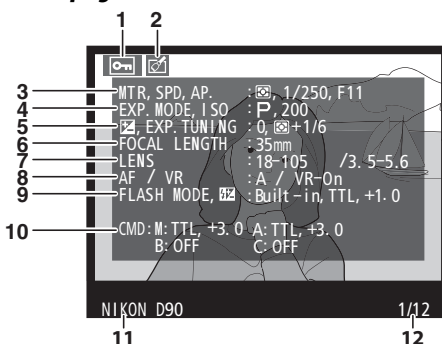 1 2
3 MTR, SPD, AP. : , 1/250, F11
4 EXP. MODE, ISO : P, 200
5 , EXP. TUNING : 0, +1/6
6 FOCAL LENGTH : 35mm
7 LENS : 18–105 /3. 5–5.6
8 AF / VR : A / VR–On
9 FLASH MODE, : Built–in, TTL, +1. 0
10 CMD: M: TTL, +3. 0 A: TTL, +3. 0
B: OFF C: OFF
NIKON D90 1/12
11 12